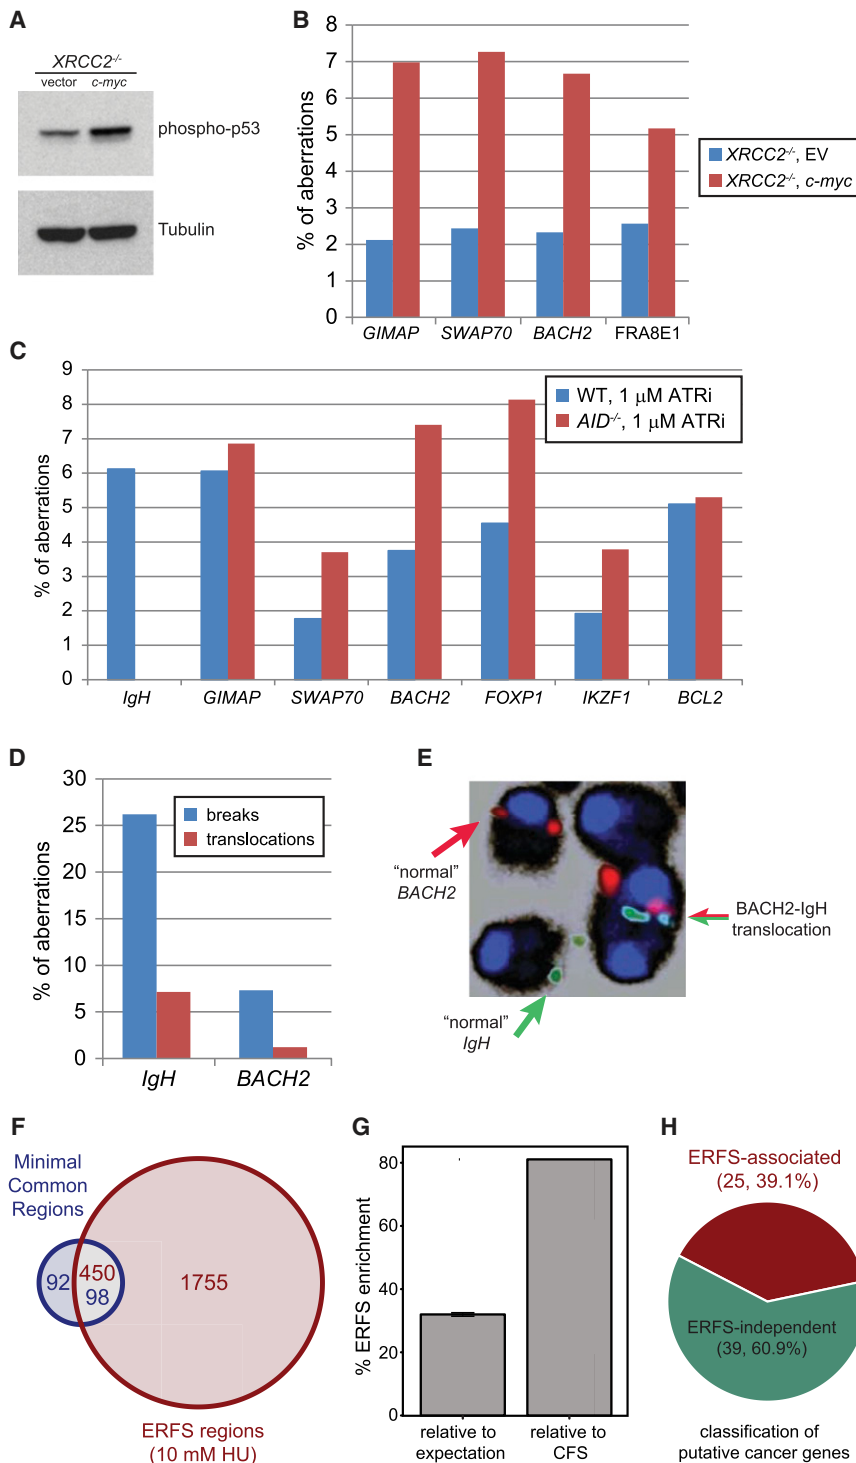 A
XRCC2-/-
vector c-myc
phospho-p53
Tubulin
B
8
7
6
5
4
3
2
1
0
% of aberrations
GIMAP SWAP70 BACH2 FRA8E1
XRCC2-/-, EV
XRCC2-/-, c-myc
C
9
8
7
6
5
4
3
2
1
0
% of aberrations
WT, 1 μM ATRi
AID-/-, 1 μM ATRi
IgH GIMAP SWAP70 BACH2 FOXP1 IKZF1 BCL2
D
30
25
20
15
10
5
0
% of aberrations
breaks
translocations
IgH BACH2
E
"normal"
BACH2
BACH2-IgH
translocation
"normal"
IgH
F
Minimal
Common
Regions
92 450 1755
98
ERFS regions
(10 mM HU)
G
80
60
40
20
0
% ERFS enrichment
relative to relative to
expectation CFS
H
ERFS-associated
(25, 39.1%)
ERFS-independent
(39, 60.9%)
classification of
putative cancer genes